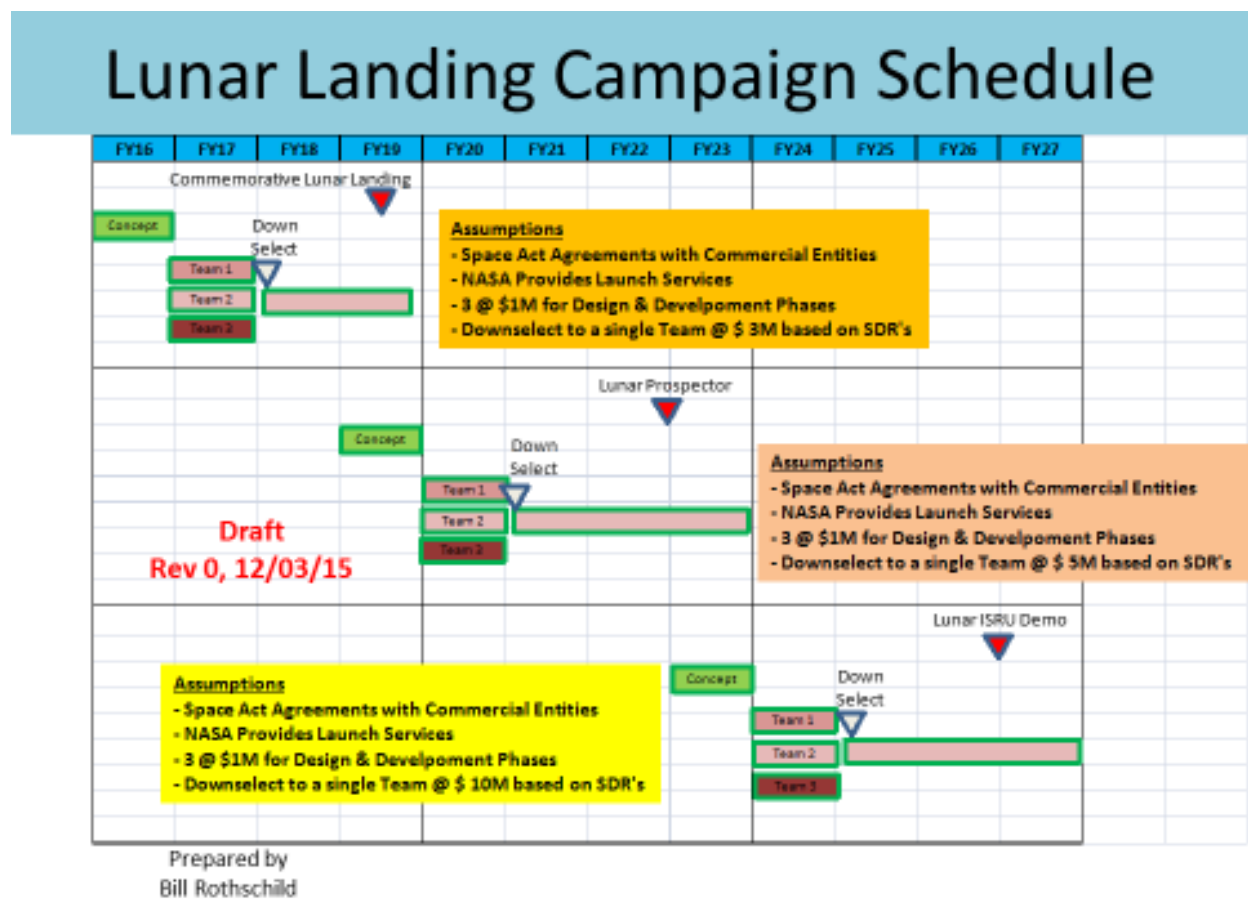 Lunar Landing Campaign Schedule
FY16 FY17 FY18 FY19 FY20 FY21 FY22 FY23 FY24 FY25 FY26 FY27
Commemorative Lunar Landing
Concept
Down
Select
Team 1
Team 2
Team 3
Assumptions
- Space Act Agreements with Commercial Entities
- NASA Provides Launch Services
- 3 @ $1M for Design & Develpoment Phases
- Downselect to a single Team @ $ 3M based on SDR's
Lunar Prospector
Concept
Down
Select
Team 1
Team 2
Team 3
Assumptions
- Space Act Agreements with Commercial Entities
- NASA Provides Launch Services
- 3 @ $1M for Design & Develpoment Phases
- Downselect to a single Team @ $ 5M based on SDR's
Draft
Rev 0, 12/03/15
Lunar ISRU Demo
Concept
Down
Select
Team 1
Team 2
Team 3
Assumptions
- Space Act Agreements with Commercial Entities
- NASA Provides Launch Services
- 3 @ $1M for Design & Develpoment Phases
- Downselect to a single Team @ $ 10M based on SDR's
Prepared by
Bill Rothschild